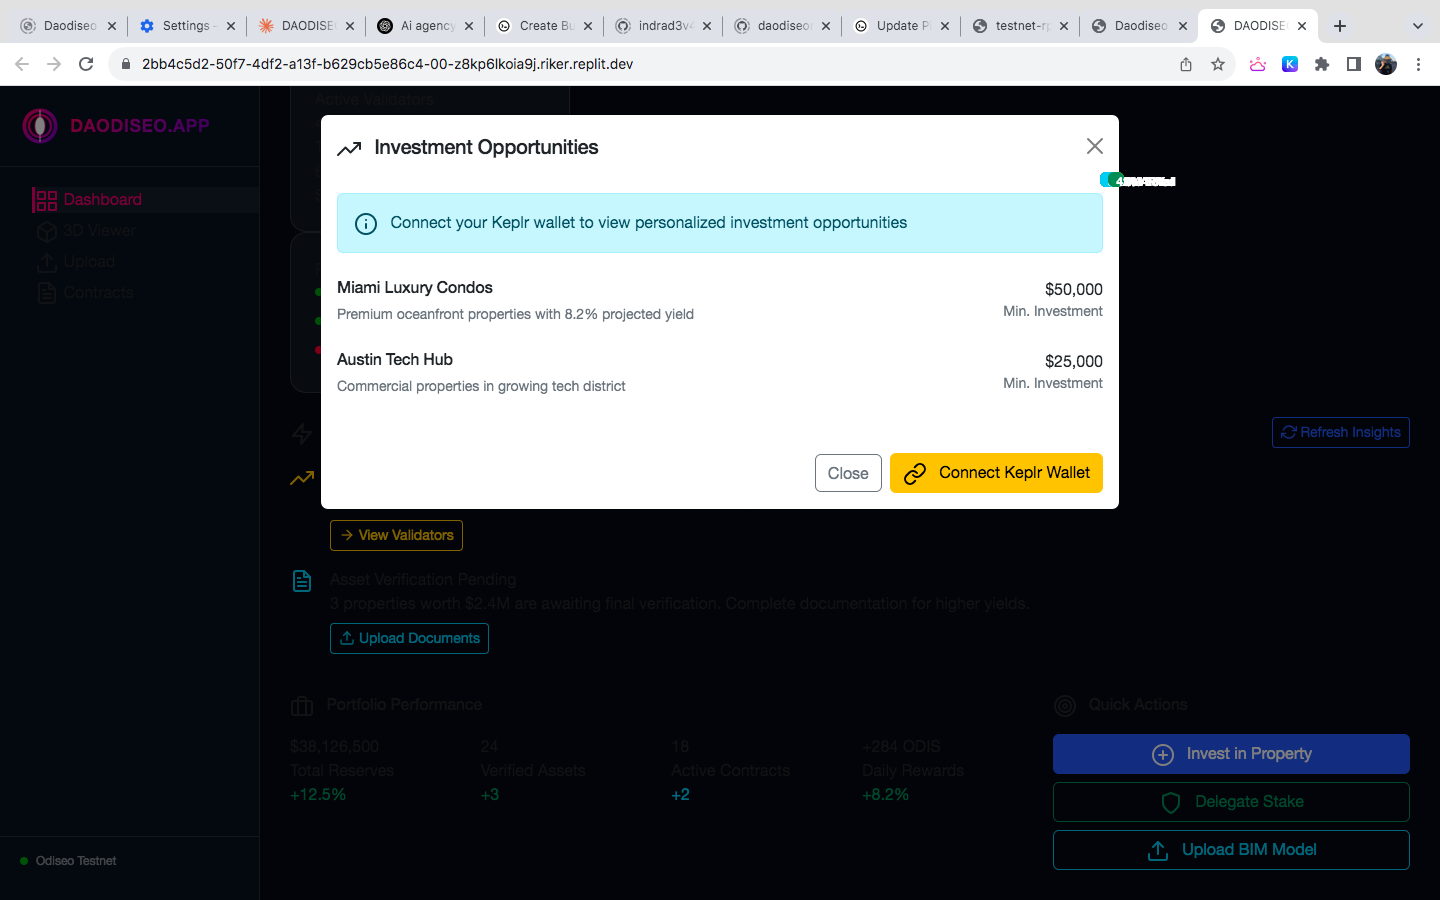 Daodiseo
Settings -
DAODISE
Ai agency
Create Bu
indrad3v4
daodiseo
Update Pi
testnet-rp
Daodiseo
DAODISE
2bb4c5d2-50f7-4df2-a13f-b629cb5e86c4-00-z8kp6lkoia9j.riker.replit.dev
DAODISEO.APP
Active Validators
Investment Opportunities
Connect your Keplr wallet to view personalized investment opportunities
Dashboard
3D Viewer
Upload
Contracts
Miami Luxury Condos
$50,000
Premium oceanfront properties with 8.2% projected yield
Min. Investment
Austin Tech Hub
$25,000
Commercial properties in growing tech district
Min. Investment
Refresh Insights
Close
Connect Keplr Wallet
View Validators
Asset Verification Pending
3 properties worth $2.4M are awaiting final verification. Complete documentation for higher yields.
Upload Documents
Portfolio Performance
$38,126,500
24
18
+284 ODIS
Total Reserves
Verified Assets
Active Contracts
Daily Rewards
+12.5%
+3
+2
+8.2%
Quick Actions
Invest in Property
Delegate Stake
Upload BIM Model
Odiseo Testnet